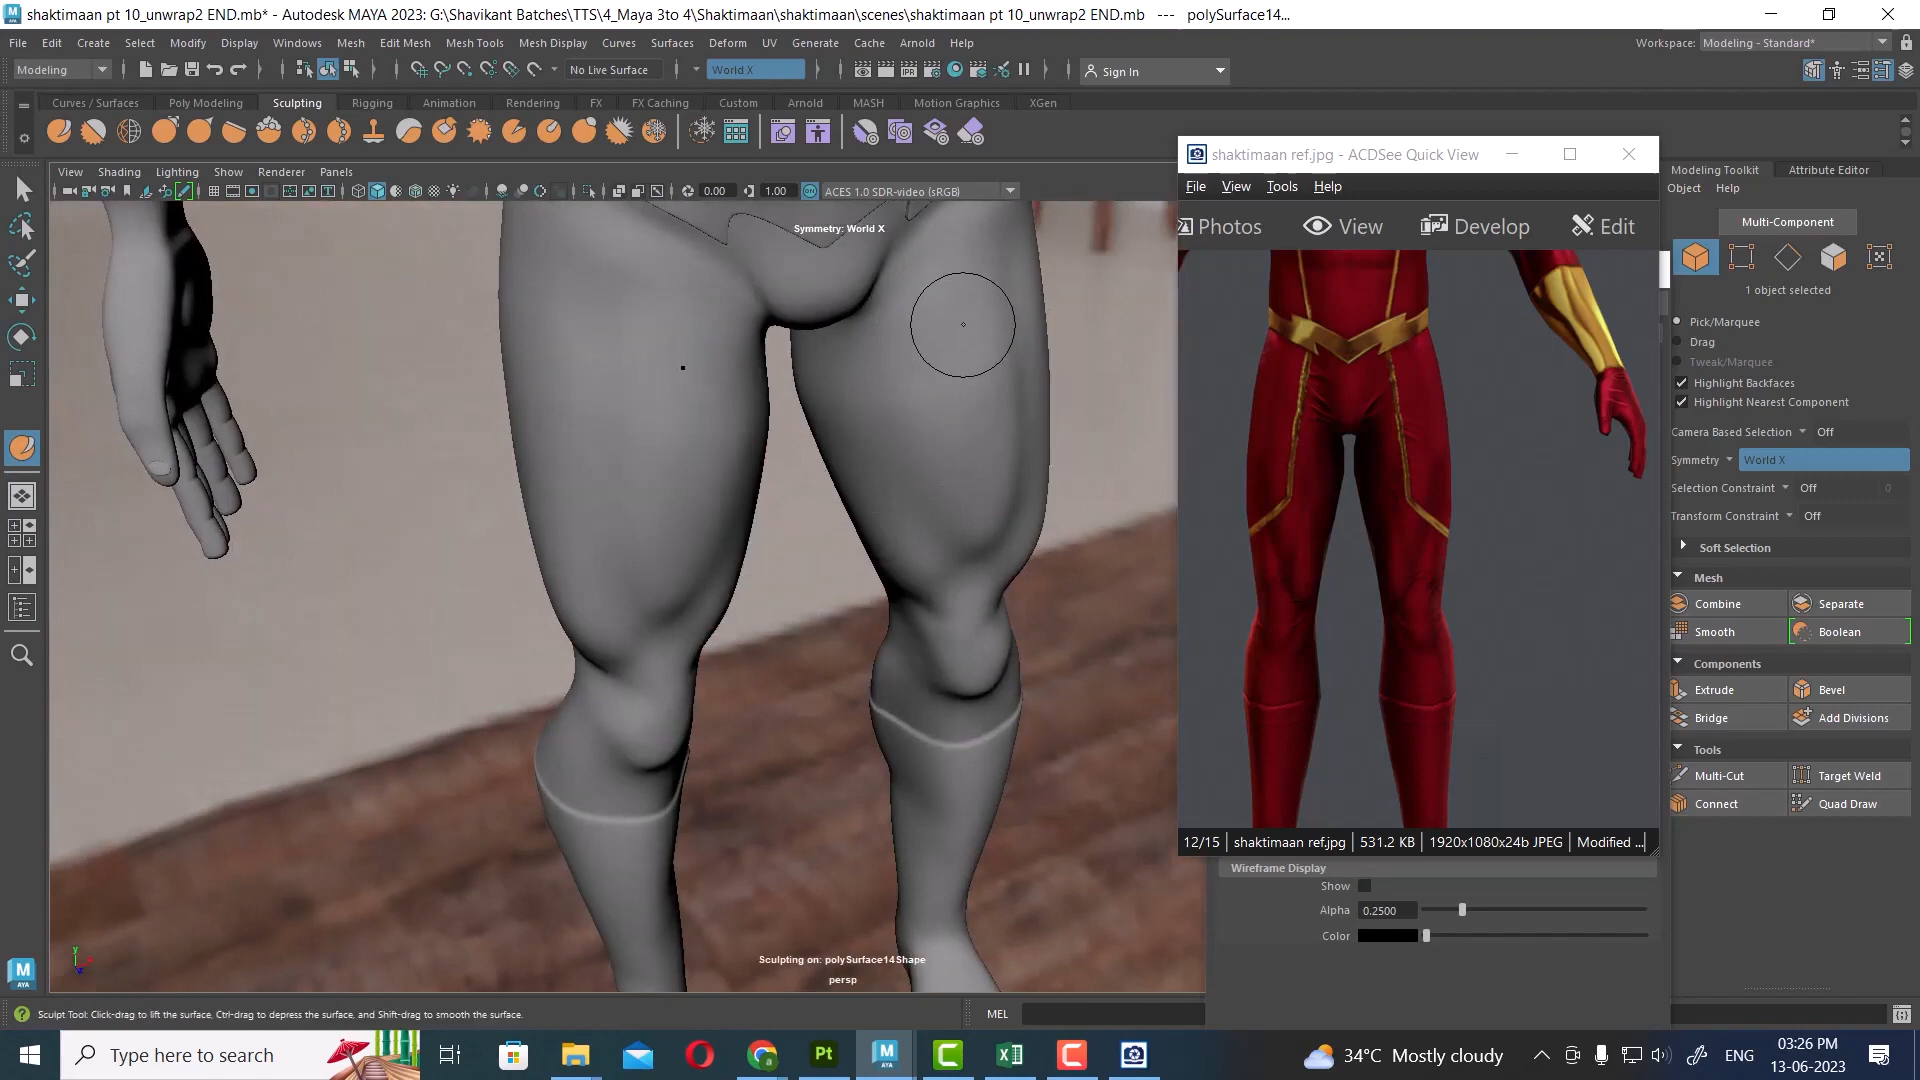 shaktimaan pt 10_unwrap2 END.mb* - Autodesk MAYA 2023: G:\Shavikant Batches\TTS\4_Maya 3to 4\Shaktimaan\shaktimaan\scenes\shaktimaan pt 10_unwrap2 END.mb --- polySurface14...
File Edit Create Select Modify Display Windows Mesh Edit Mesh Mesh Tools Mesh Display Curves Surfaces Deform UV Generate Cache Arnold Help Workspace: Modeling - Standard*
Modeling No Live Surface World X Sign In
Curves / Surfaces Poly Modeling Sculpting Rigging Animation Rendering FX FX Caching Custom Arnold MASH Motion Graphics XGen
View Shading Lighting Show Renderer Panels
0.00 1.00 ACES 1.0 SDR-video (sRGB)
Symmetry: World X
Sculpting on: polySurface14Shape
persp
shaktimaan ref.jpg - ACDSee Quick View
File View Tools Help
Photos View Develop Edit
12/15 shaktimaan ref.jpg 531.2 KB 1920x1080x24b JPEG Modified ...
Wireframe Display
Show
Alpha 0.2500
Color
Modeling Toolkit Attribute Editor
Object Help
Multi-Component
1 object selected
Pick/Marquee
Drag
Tweak/Marquee
Highlight Backfaces
Highlight Nearest Component
Camera Based Selection Off
Symmetry World X
Selection Constraint Off 0
Transform Constraint Off
Soft Selection
Mesh
Combine Separate
Smooth Boolean
Components
Extrude Bevel
Bridge Add Divisions
Tools
Multi-Cut Target Weld
Connect Quad Draw
Sculpt Tool: Click-drag to lift the surface, Ctrl-drag to depress the surface, and Shift-drag to smooth the surface.
MEL
Type here to search
34°C Mostly cloudy
ENG
03:26 PM
13-06-2023